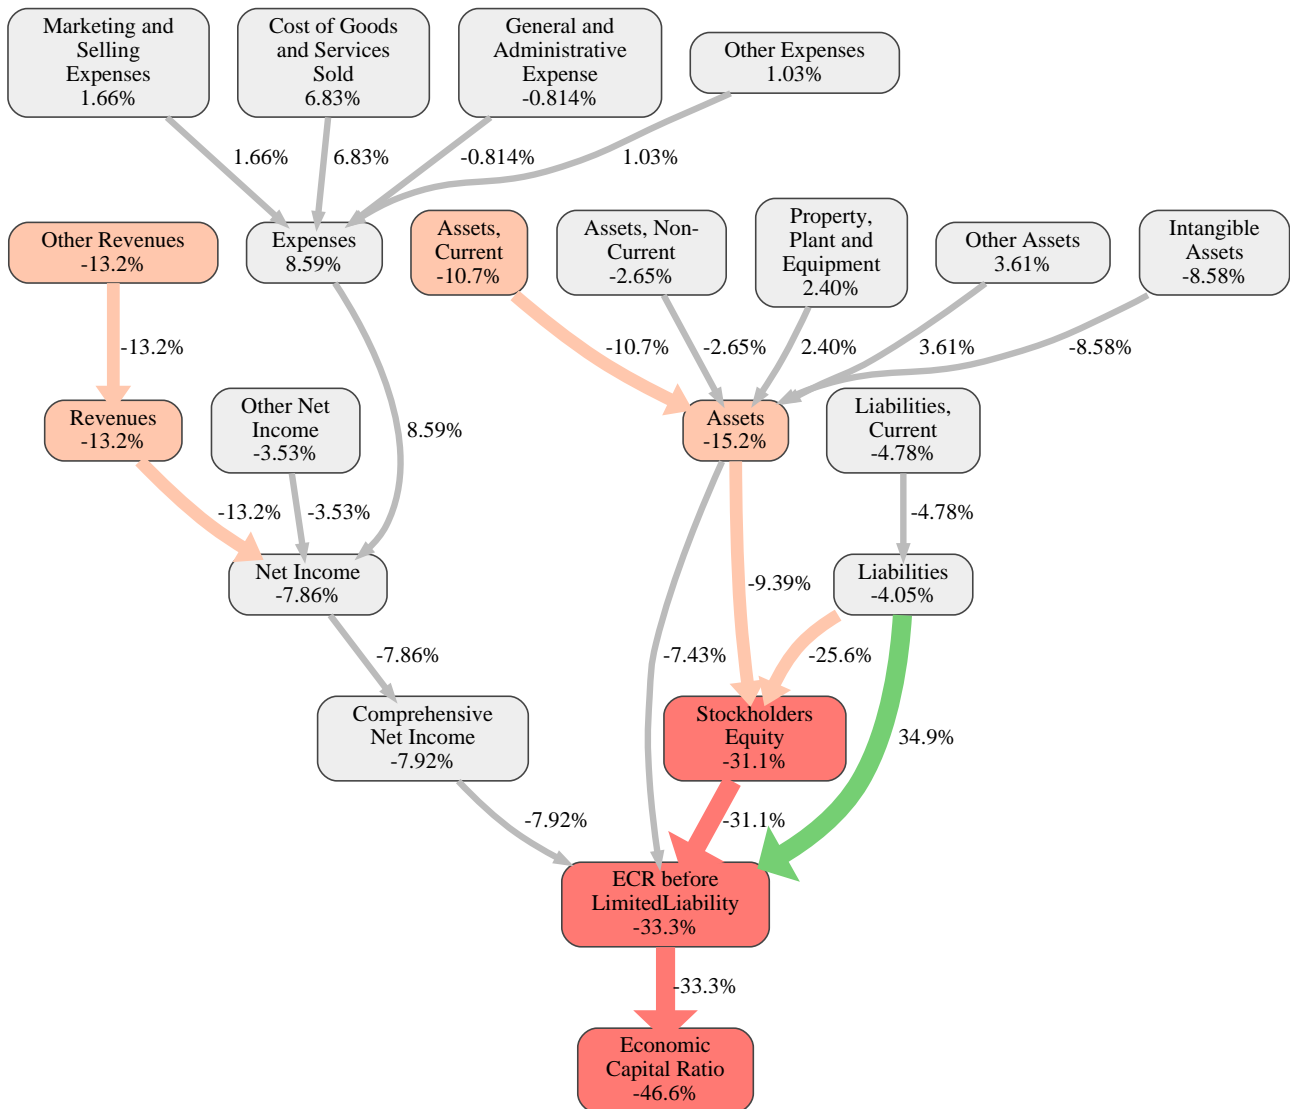 Marketing and
Selling
Expenses
1.66%
Cost of Goods
and Services
Sold
6.83%
General and
Administrative
Expense
-0.814%
Other Expenses
1.03%
1.66%
6.83%
-0.814%
1.03%
Other Revenues
-13.2%
Expenses
8.59%
Assets,
Current
-10.7%
Assets, Non-
Current
-2.65%
Property,
Plant and
Equipment
2.40%
Other Assets
3.61%
Intangible
Assets
-8.58%
-13.2%
-10.7%
-2.65%
2.40%
3.61%
-8.58%
Revenues
-13.2%
Other Net
Income
-3.53%
8.59%
Assets
-15.2%
Liabilities,
Current
-4.78%
-13.2%
-3.53%
-4.78%
Net Income
-7.86%
-9.39%
Liabilities
-4.05%
-7.86%
-7.43%
-25.6%
Comprehensive
Net Income
-7.92%
Stockholders
Equity
-31.1%
34.9%
-7.92%
-31.1%
ECR before
LimitedLiability
-33.3%
-33.3%
Economic
Capital Ratio
-46.6%